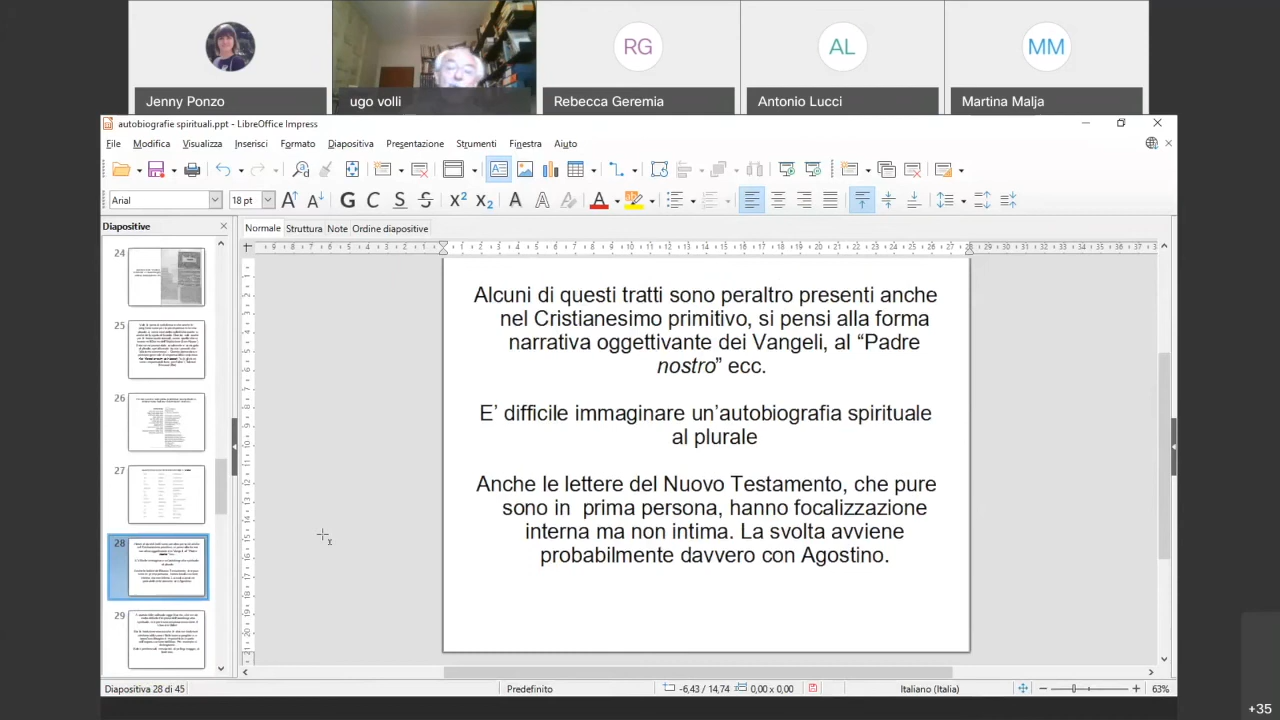 RG
AL
MM
Jenny Ponzo
ugo volli
Rebecca Geremia
Antonio Lucci
Martina Malja
autobiografie spirituali.ppt - LibreOffice Impress
File Modifica Visualizza Inserisci Formato Diapositiva Presentazione Strumenti Finestra Aiuto
Arial 18 pt
Diapositive
Normale Struttura Note Ordine diapositive
24
25
26
27
28
29
Alcuni di questi tratti sono peraltro presenti anche
nel Cristianesimo primitivo, si pensi alla forma
narrativa oggettivante dei Vangeli, al “Padre
nostro” ecc.
E’ difficile immaginare un’autobiografia spirituale
al plurale
Anche le lettere del Nuovo Testamento, che pure
sono in prima persona, hanno focalizzazione
interna ma non intima. La svolta avviene
probabilmente davvero con Agostino.
Diapositiva 28 di 45 Predefinito -6,43 / 14,74 0,00 x 0,00 Italiano (Italia) 63%
+35